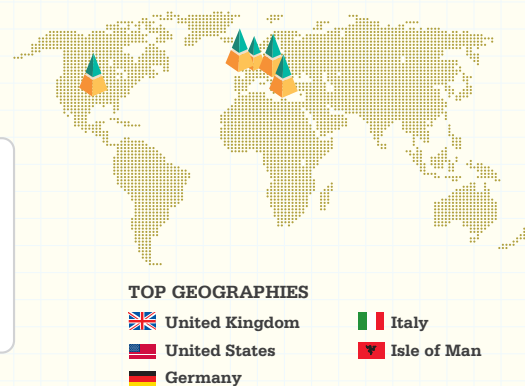 TOP GEOGRAPHIES
United Kingdom
United States
Germany
Italy
Isle of Man